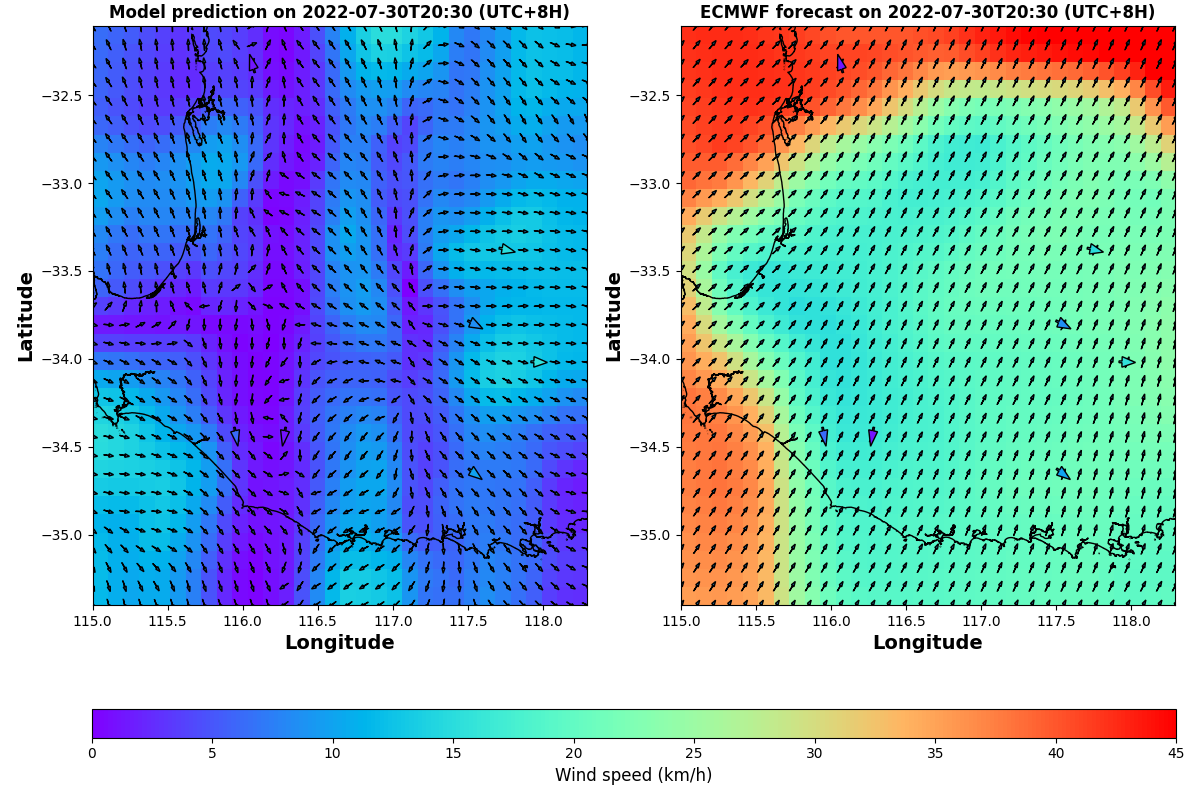 Model prediction on 2022-07-30T20:30 (UTC+8H)
ECMWF forecast on 2022-07-30T20:30 (UTC+8H)
Latitude
−32.5
−33.0
−33.5
−34.0
−34.5
−35.0
115.0 115.5 116.0 116.5 117.0 117.5 118.0
Longitude
Latitude
−32.5
−33.0
−33.5
−34.0
−34.5
−35.0
115.0 115.5 116.0 116.5 117.0 117.5 118.0
Longitude
0 5 10 15 20 25 30 35 40 45
Wind speed (km/h)